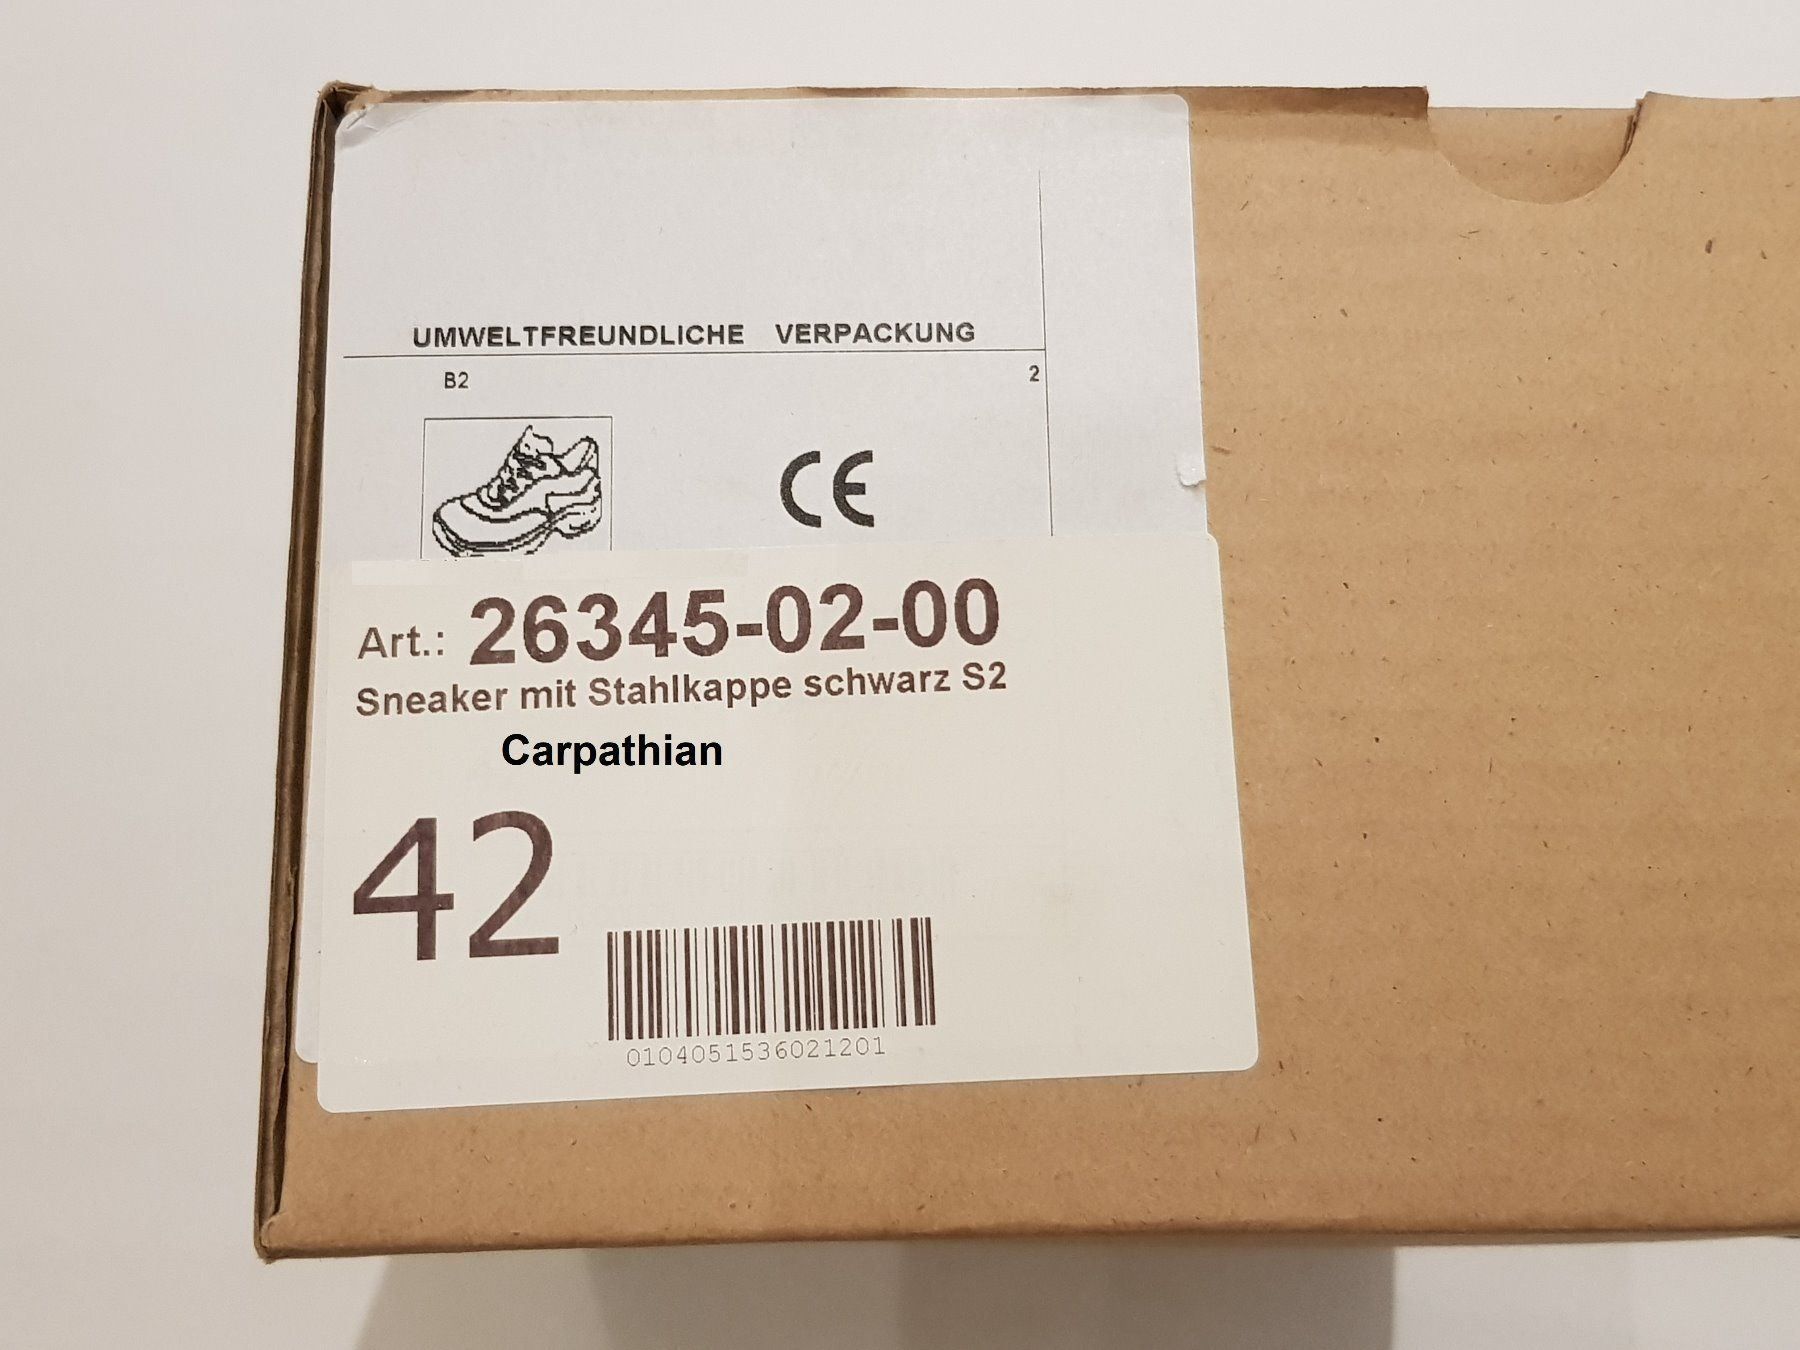 UMWELTFREUNDLICHE VERPACKUNG
B2 2
CE
Art.: 26345-02-00
Sneaker mit Stahlkappe schwarz S2
Carpathian
42
0104051536021201